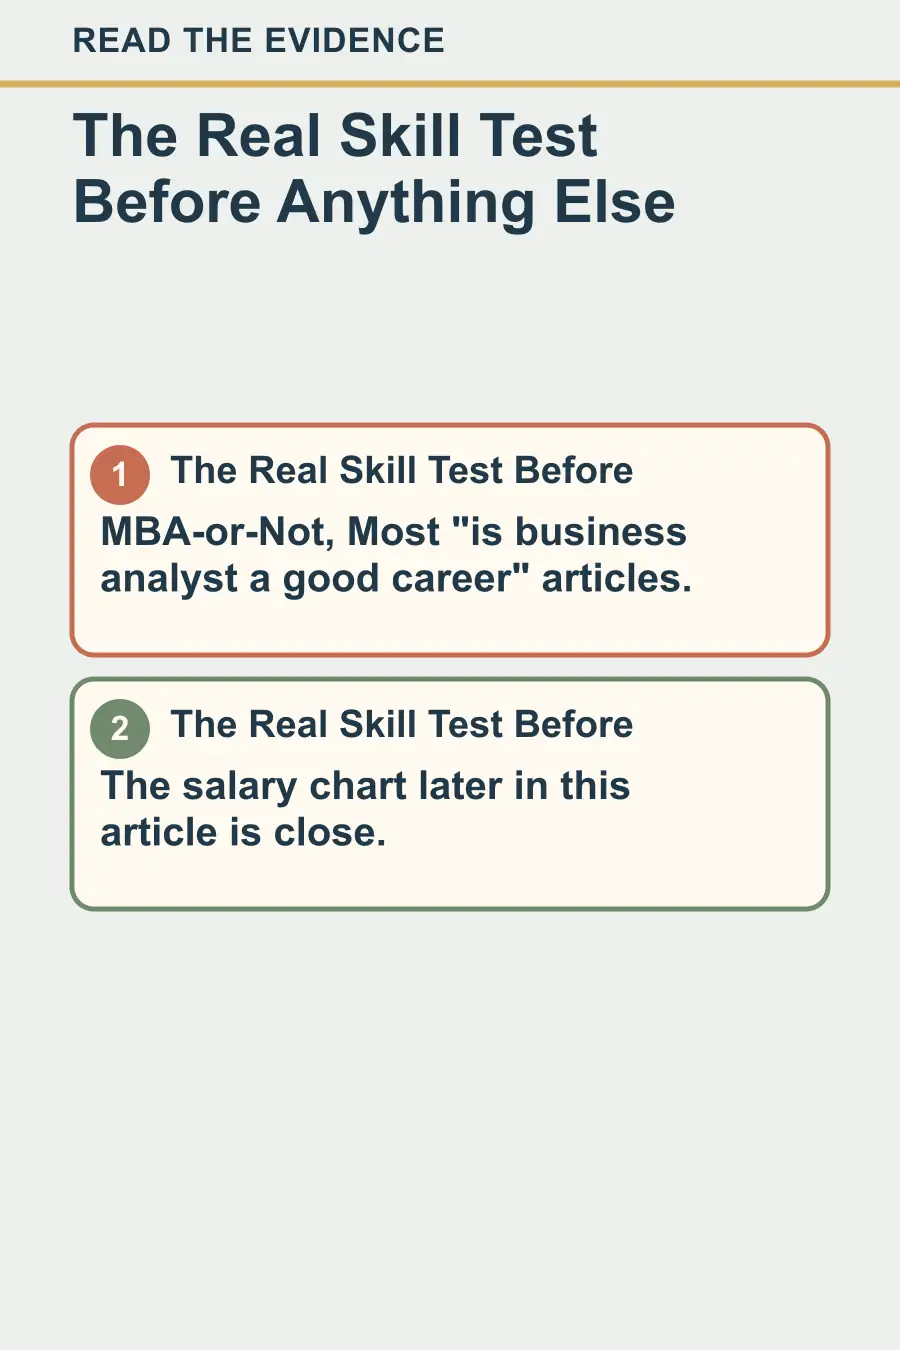 READ THE EVIDENCE
The Real Skill Test
Before Anything Else
1 The Real Skill Test Before
MBA-or-Not, Most "is business
analyst a good career" articles.
2 The Real Skill Test Before
The salary chart later in this
article is close.